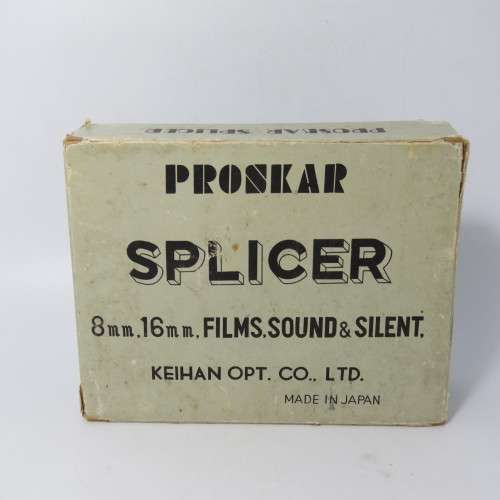 PROSKAR SPLICER
PROSKAR
SPLICER
8mm.16mm. FILMS. SOUND & SILENT.
KEIHAN OPT. CO., LTD.
MADE IN JAPAN